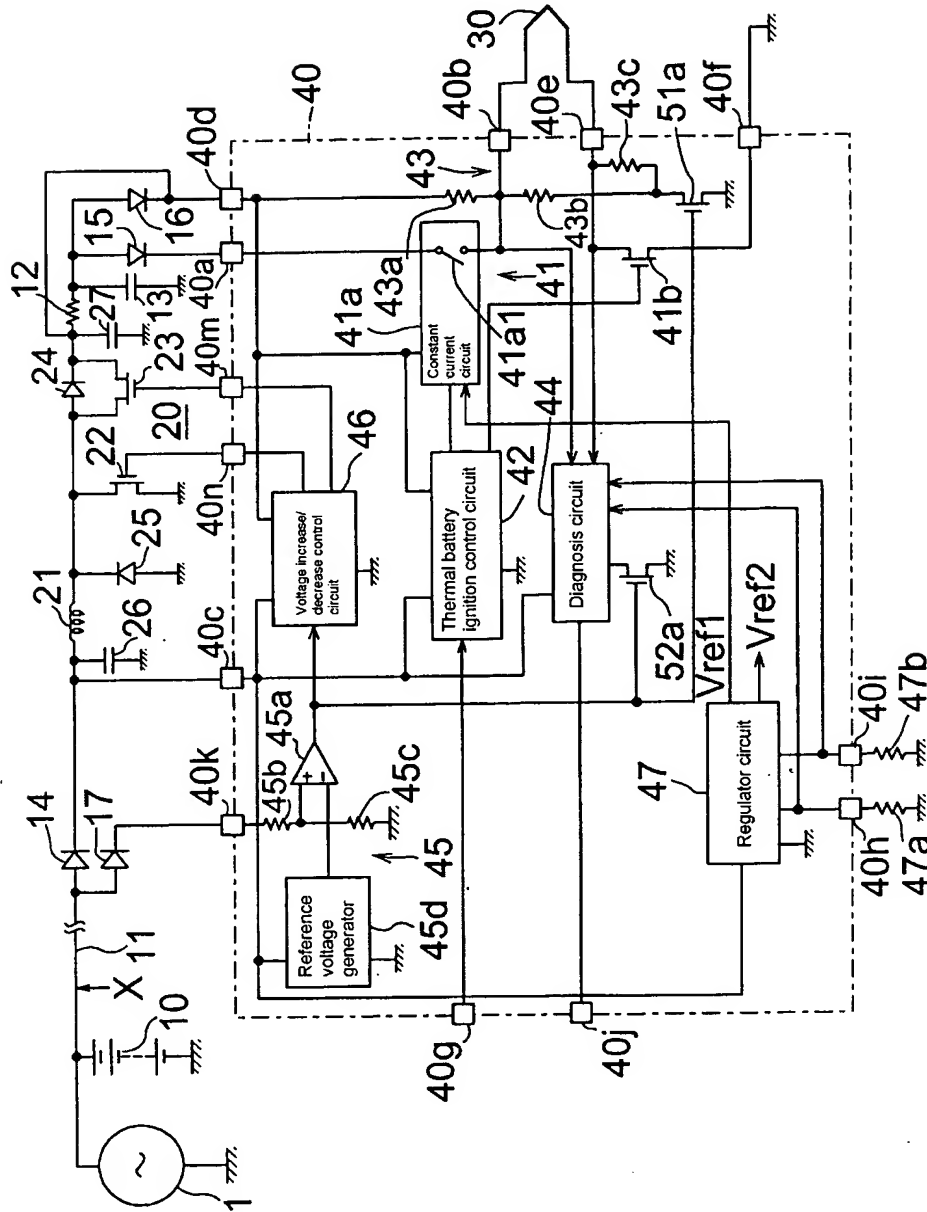 1
10
X
11
14
17
26
21
25
22
20
24
23
27
12
13
15
16
40k
40c
40n
40m
40a
40d
40
45b
45a
45c
45
45d
Reference
voltage
generator
Voltage increase/
decrease control
circuit
46
41a
43a
43
Constant
current
circuit
41a1
41
Thermal battery
ignition control circuit
42
44
Diagnosis circuit
52a
Vref1
Vref2
47
Regulator circuit
43b
43c
41b
51a
40b
40e
40f
30
40g
40j
40h
47a
40i
47b
~
+
−